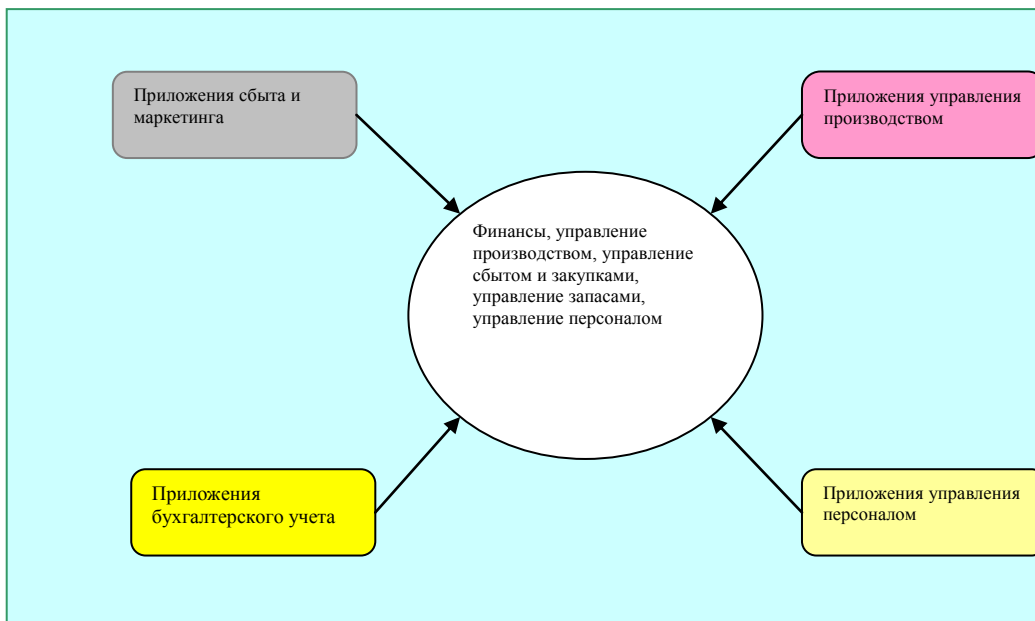 Приложения сбыта и
маркетинга
Приложения управления
производством
Финансы, управление
производством, управление
сбытом и закупками,
управление запасами,
управление персоналом
Приложения
бухгалтерского учета
Приложения управления
персоналом